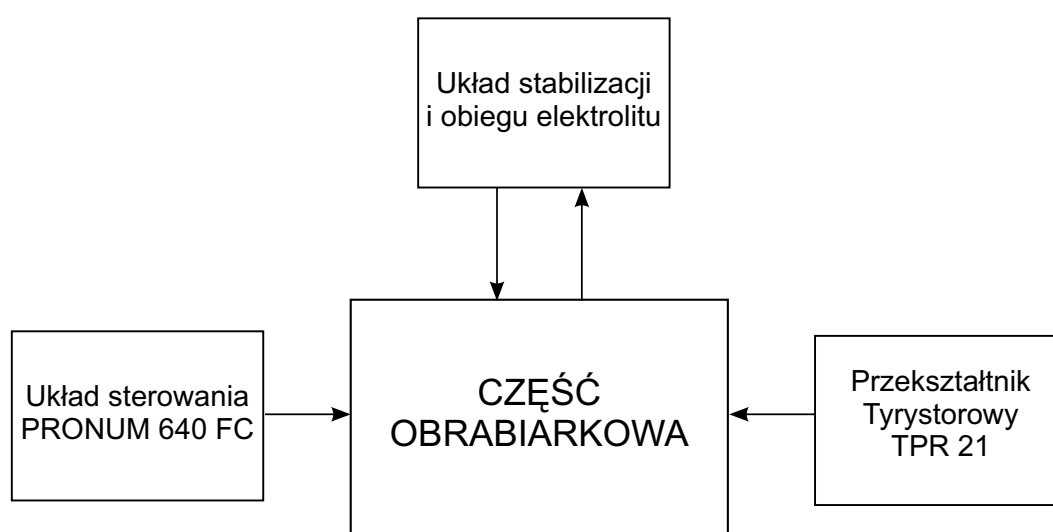 Układ stabilizacji
i obiegu elektrolitu
Układ sterowania
PRONUM 640 FC
CZĘŚĆ
OBRABIARKOWA
Przekształtnik
Tyrystorowy
TPR 21